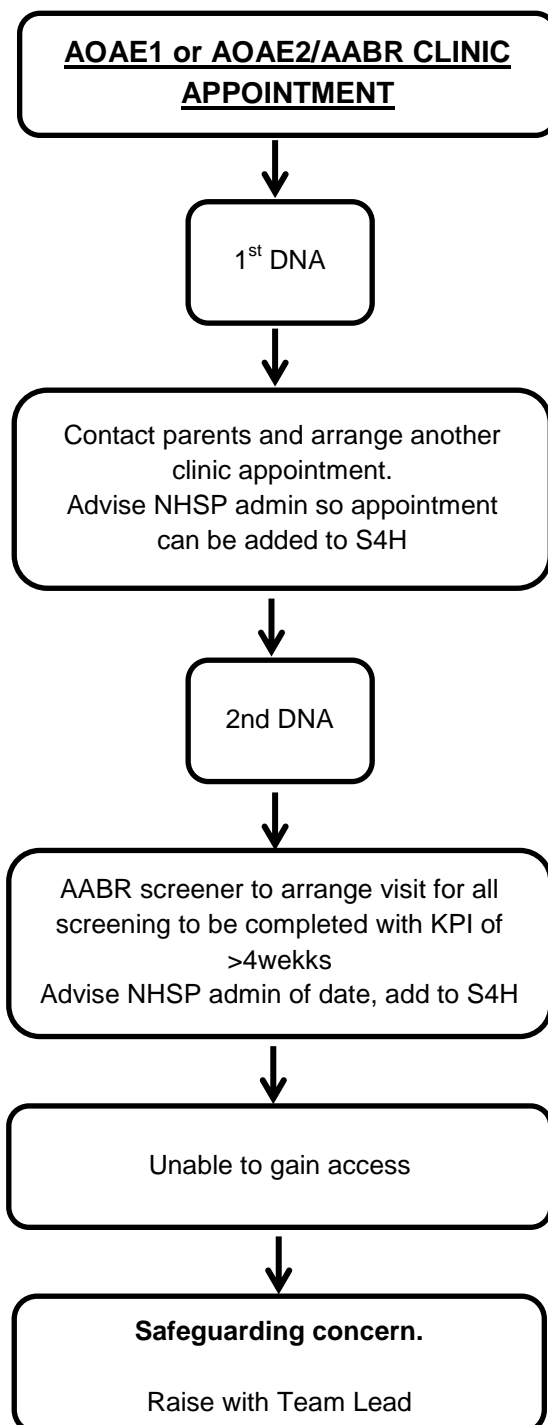 AOAE1 or AOAE2/AABR CLINIC
APPOINTMENT
1st DNA
Contact parents and arrange another
clinic appointment.
Advise NHSP admin so appointment
can be added to S4H
2nd DNA
AABR screener to arrange visit for all
screening to be completed with KPI of
>4wekks
Advise NHSP admin of date, add to S4H
Unable to gain access
Safeguarding concern.
Raise with Team Lead